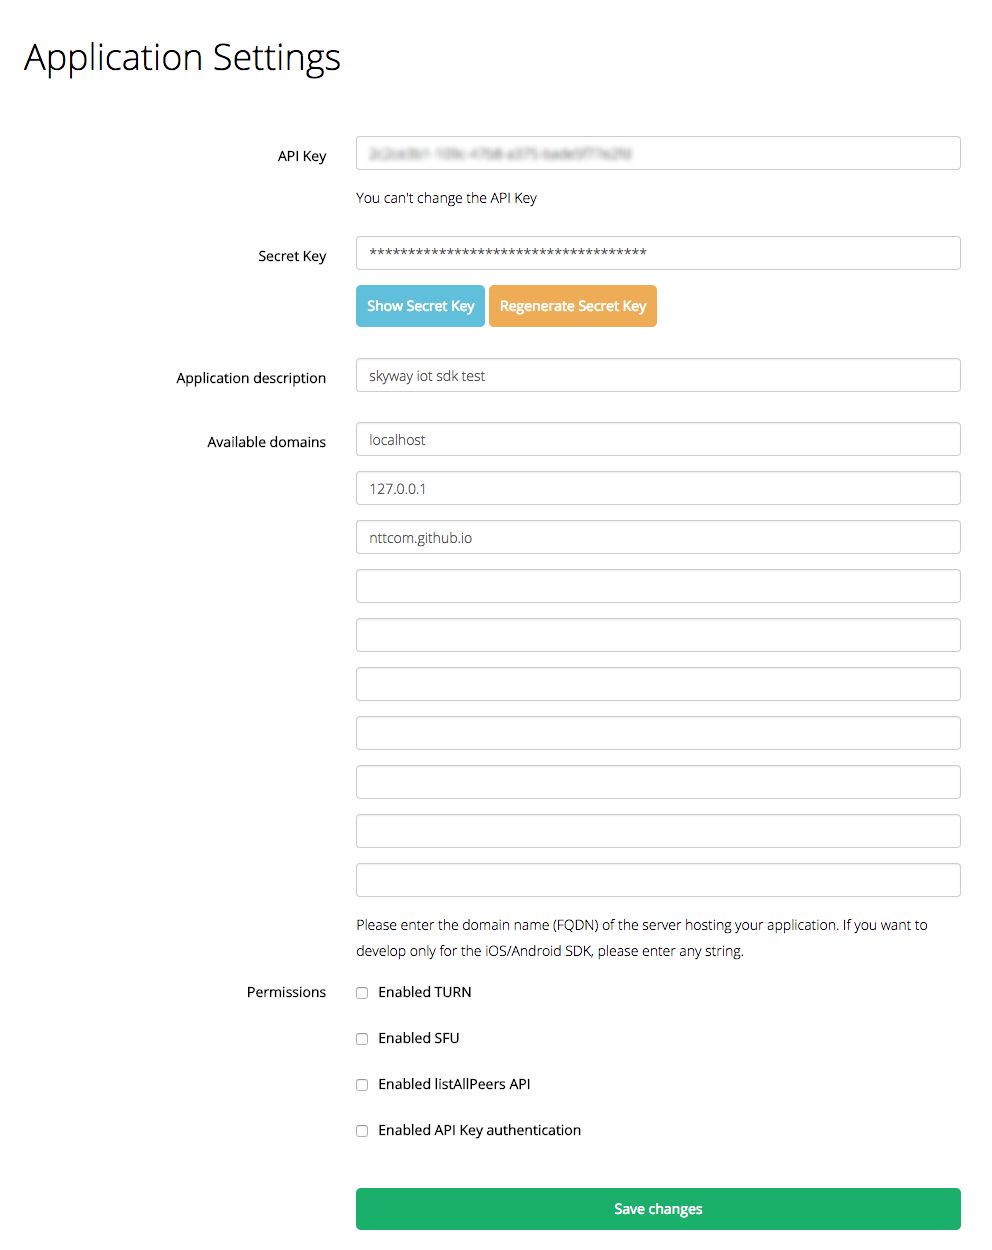 Application Settings
API Key
You can't change the API Key
Secret Key
************************************
Show Secret Key
Regenerate Secret Key
Application description
skyway iot sdk test
Available domains
localhost
127.0.0.1
nttcom.github.io
Please enter the domain name (FQDN) of the server hosting your application. If you want to
develop only for the iOS/Android SDK, please enter any string.
Permissions
Enabled TURN
Enabled SFU
Enabled listAllPeers API
Enabled API Key authentication
Save changes